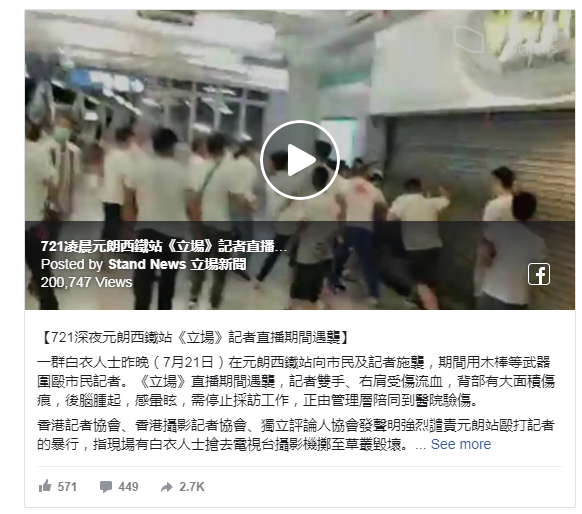 721凌晨元朗西鐵站《立場》記者直播...
Posted by Stand News 立場新聞
200,747 Views
【721深夜元朗西鐵站《立場》記者直播期間遇襲】
一群白衣人士昨晚（7月21日）在元朗西鐵站向市民及記者施襲，期間用木棒等武器
圍毆市民記者。《立場》直播期間遇襲，記者雙手、右肩受傷流血，背部有大面積傷
痕，後腦腫起，感暈眩，需停止採訪工作，正由管理層陪同到醫院驗傷。
香港記者協會、香港攝影記者協會、獨立評論人協會發聲明強烈譴責元朗站毆打記者
的暴行，指現場有白衣人士搶去電視台攝影機擲至草叢毀壞。... See more
571 449 2.7K